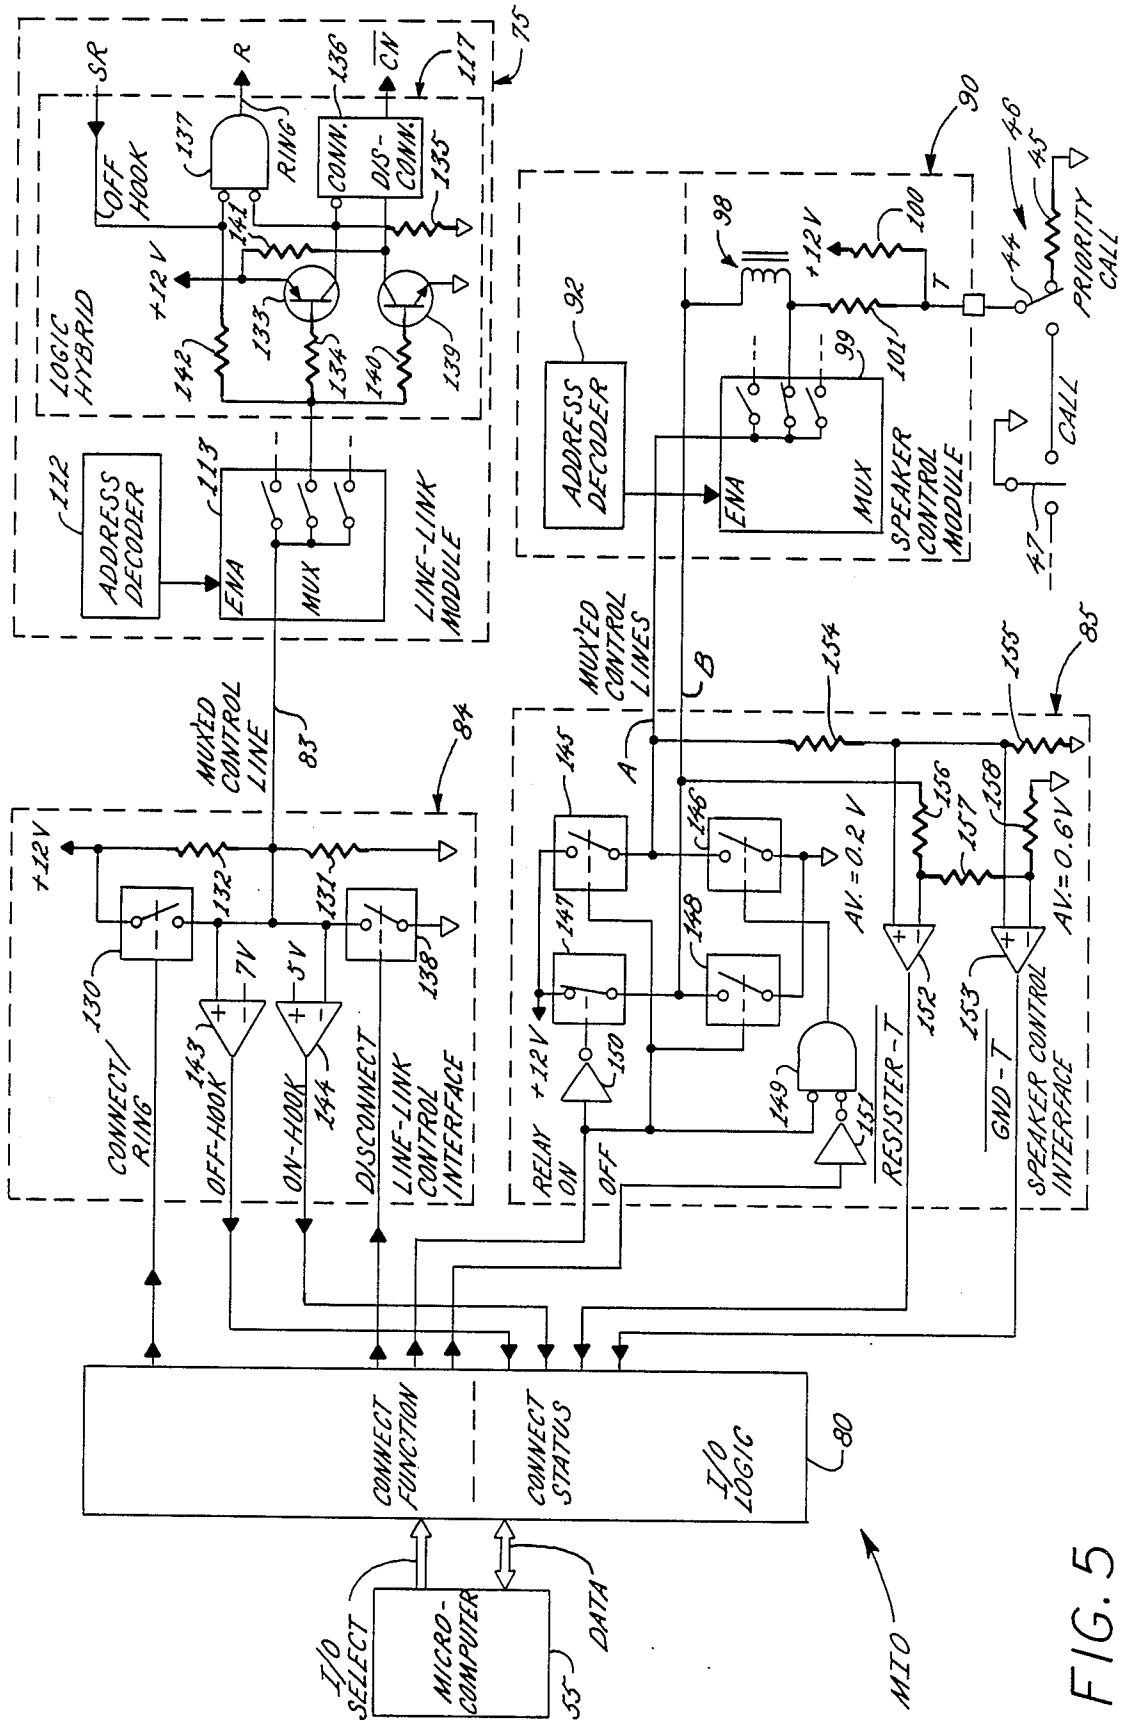 I/O
SELECT
MICRO-
COMPUTER
55
DATA
CONNECT
FUNCTION
CONNECT
STATUS
I/O
LOGIC
80
MIO
+12V
CONNECT/
RING
130
132
131
138
143
7V
5V
144
OFF-HOOK
ON-HOOK
DISCONNECT
LINE-LINK
CONTROL
INTERFACE
84
MUX'ED
CONTROL
LINE
83
112
ADDRESS
DECODER
113
ENA
MUX
LINE-LINK
MODULE
LOGIC
HYBRID
142
+12V
OFF
HOOK
SR
137
R
RING
141
133
134
140
139
CONN.
DIS-
CONN.
136
CN
135
117
75
RELAY
ON
OFF
+12V
147
145
146
148
150
149
151
AV.=0.2V
RESISTER-T
152
153
GND-T
AV.=0.6V
SPEAKER CONTROL
INTERFACE
154
155
156
157
158
85
MUX'ED
CONTROL
LINES
A
B
92
ADDRESS
DECODER
ENA
MUX
99
SPEAKER
CONTROL
MODULE
98
+12V
100
101
T
90
47
CALL
44
46
45
PRIORITY
CALL
FIG. 5